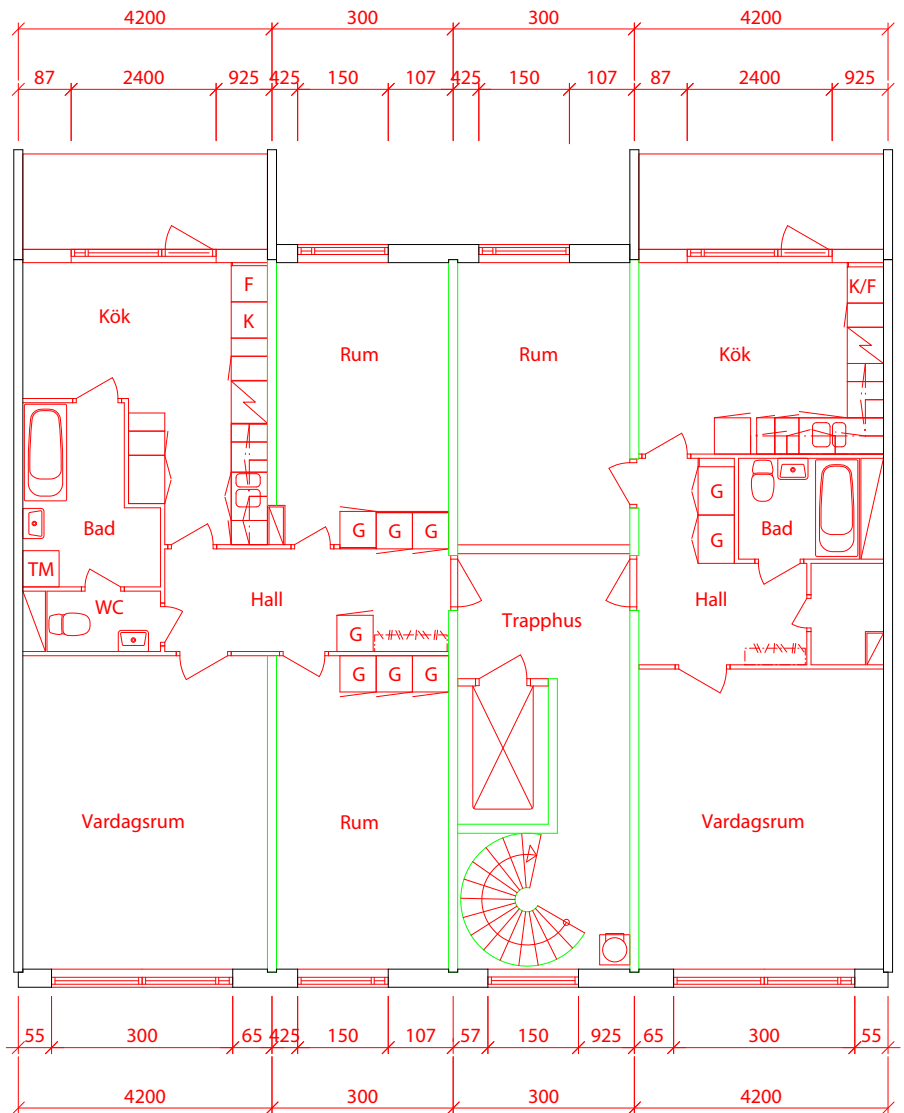 4200 300 300 4200
87 2400 925 425 150 107 425 150 107 87 2400 925
F
K/F
K
Kök
Rum
Rum
Kök
G
Bad
G G G
Bad
G
TM
WC
Hall
Hall
Trapphus
G
G G G
Vardagsrum
Rum
Vardagsrum
55 300 65 425 150 107 57 150 925 65 300 55
4200 300 300 4200